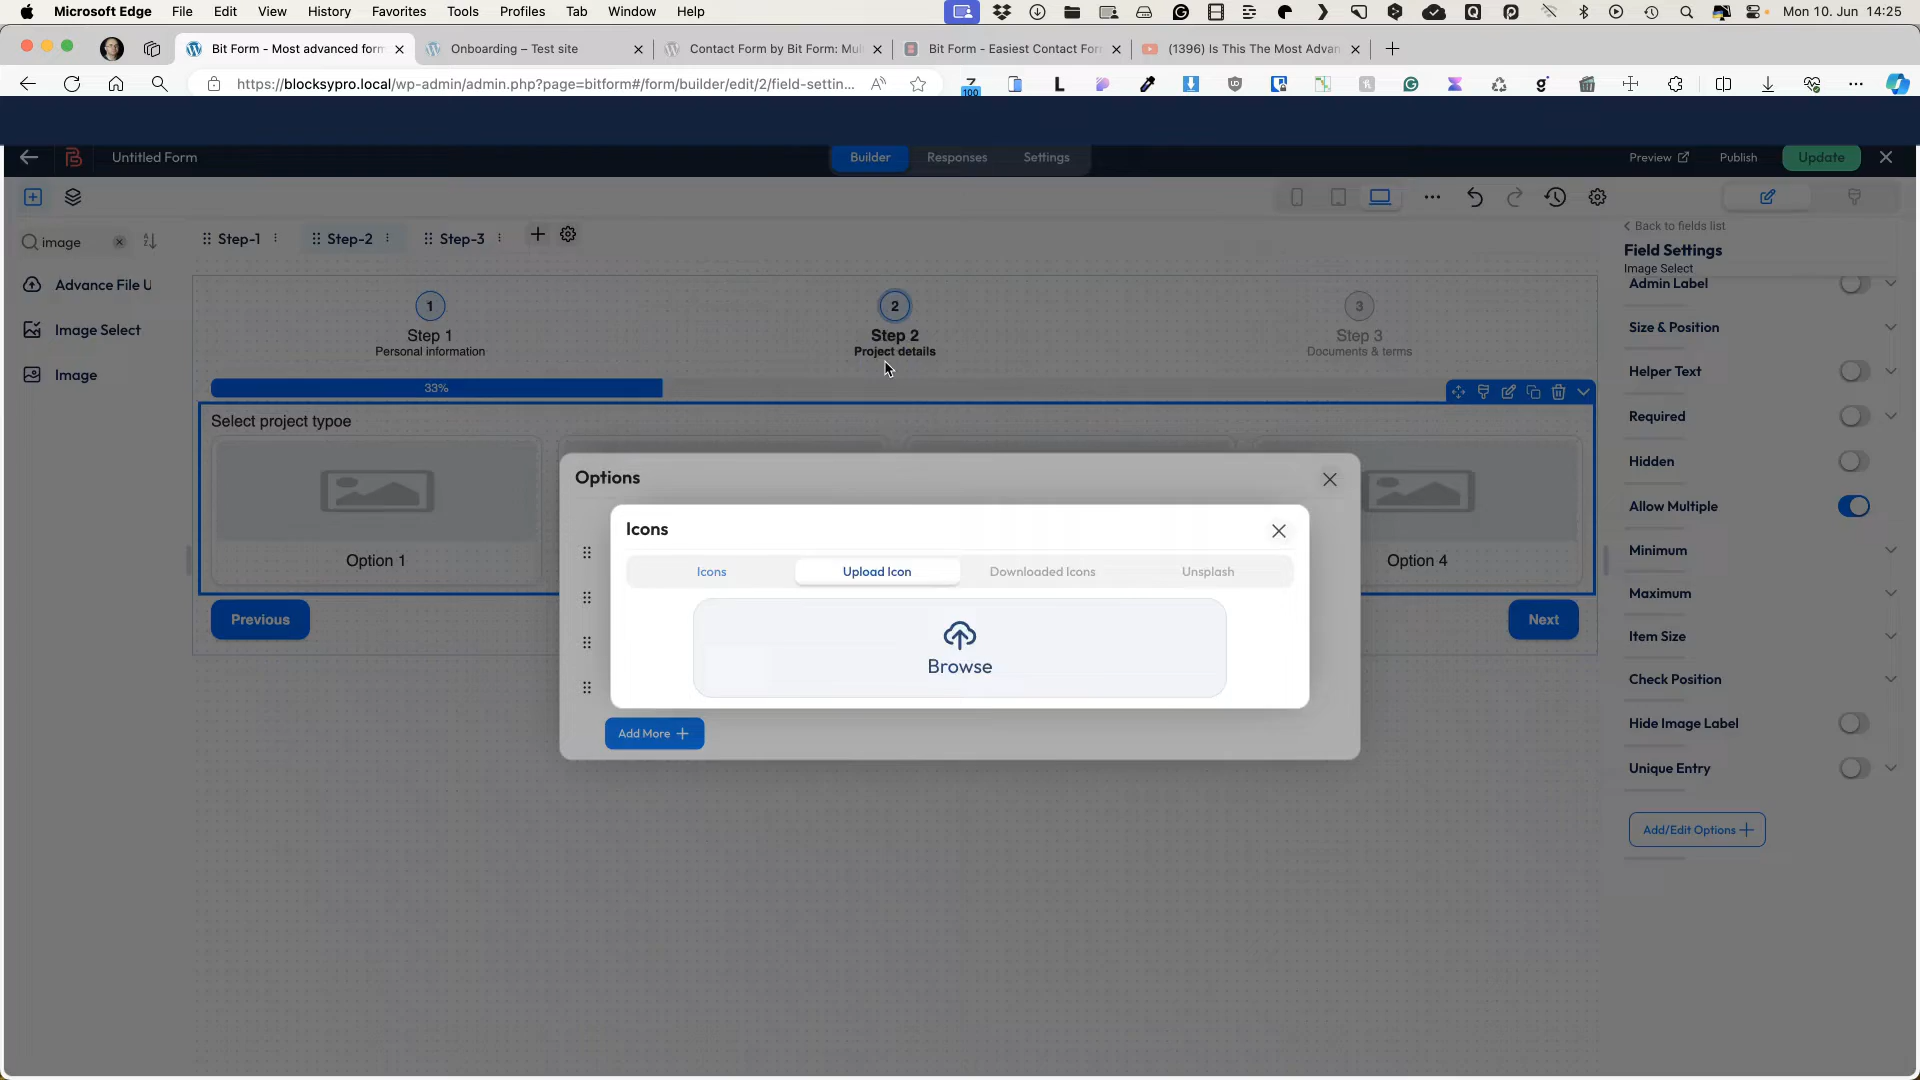 Microsoft Edge File Edit View History Favorites Tools Profiles Tab Window Help Mon 10. Jun 14:25
Bit Form - Most advanced form
Onboarding – Test site
Contact Form by Bit Form: Mul
Bit Form - Easiest Contact For
(1396) Is This The Most Advan
https://blocksypro.local/wp-admin/admin.php?page=bitform#/form/builder/edit/2/field-settin...
100
Untitled Form
Builder Responses Settings
Preview Publish Update
image
Step-1 Step-2 Step-3
Back to fields list
Field Settings
Image Select
Advance File U
Image Select
Image
1
Step 1
Personal information
2
Step 2
Project details
3
Step 3
Documents & terms
33%
Select project typoe
Option 1
Option 4
Previous
Next
Options
Icons
Icons Upload Icon Downloaded Icons Unsplash
Browse
Add More
Admin Label
Size & Position
Helper Text
Required
Hidden
Allow Multiple
Minimum
Maximum
Item Size
Check Position
Hide Image Label
Unique Entry
Add/Edit Options